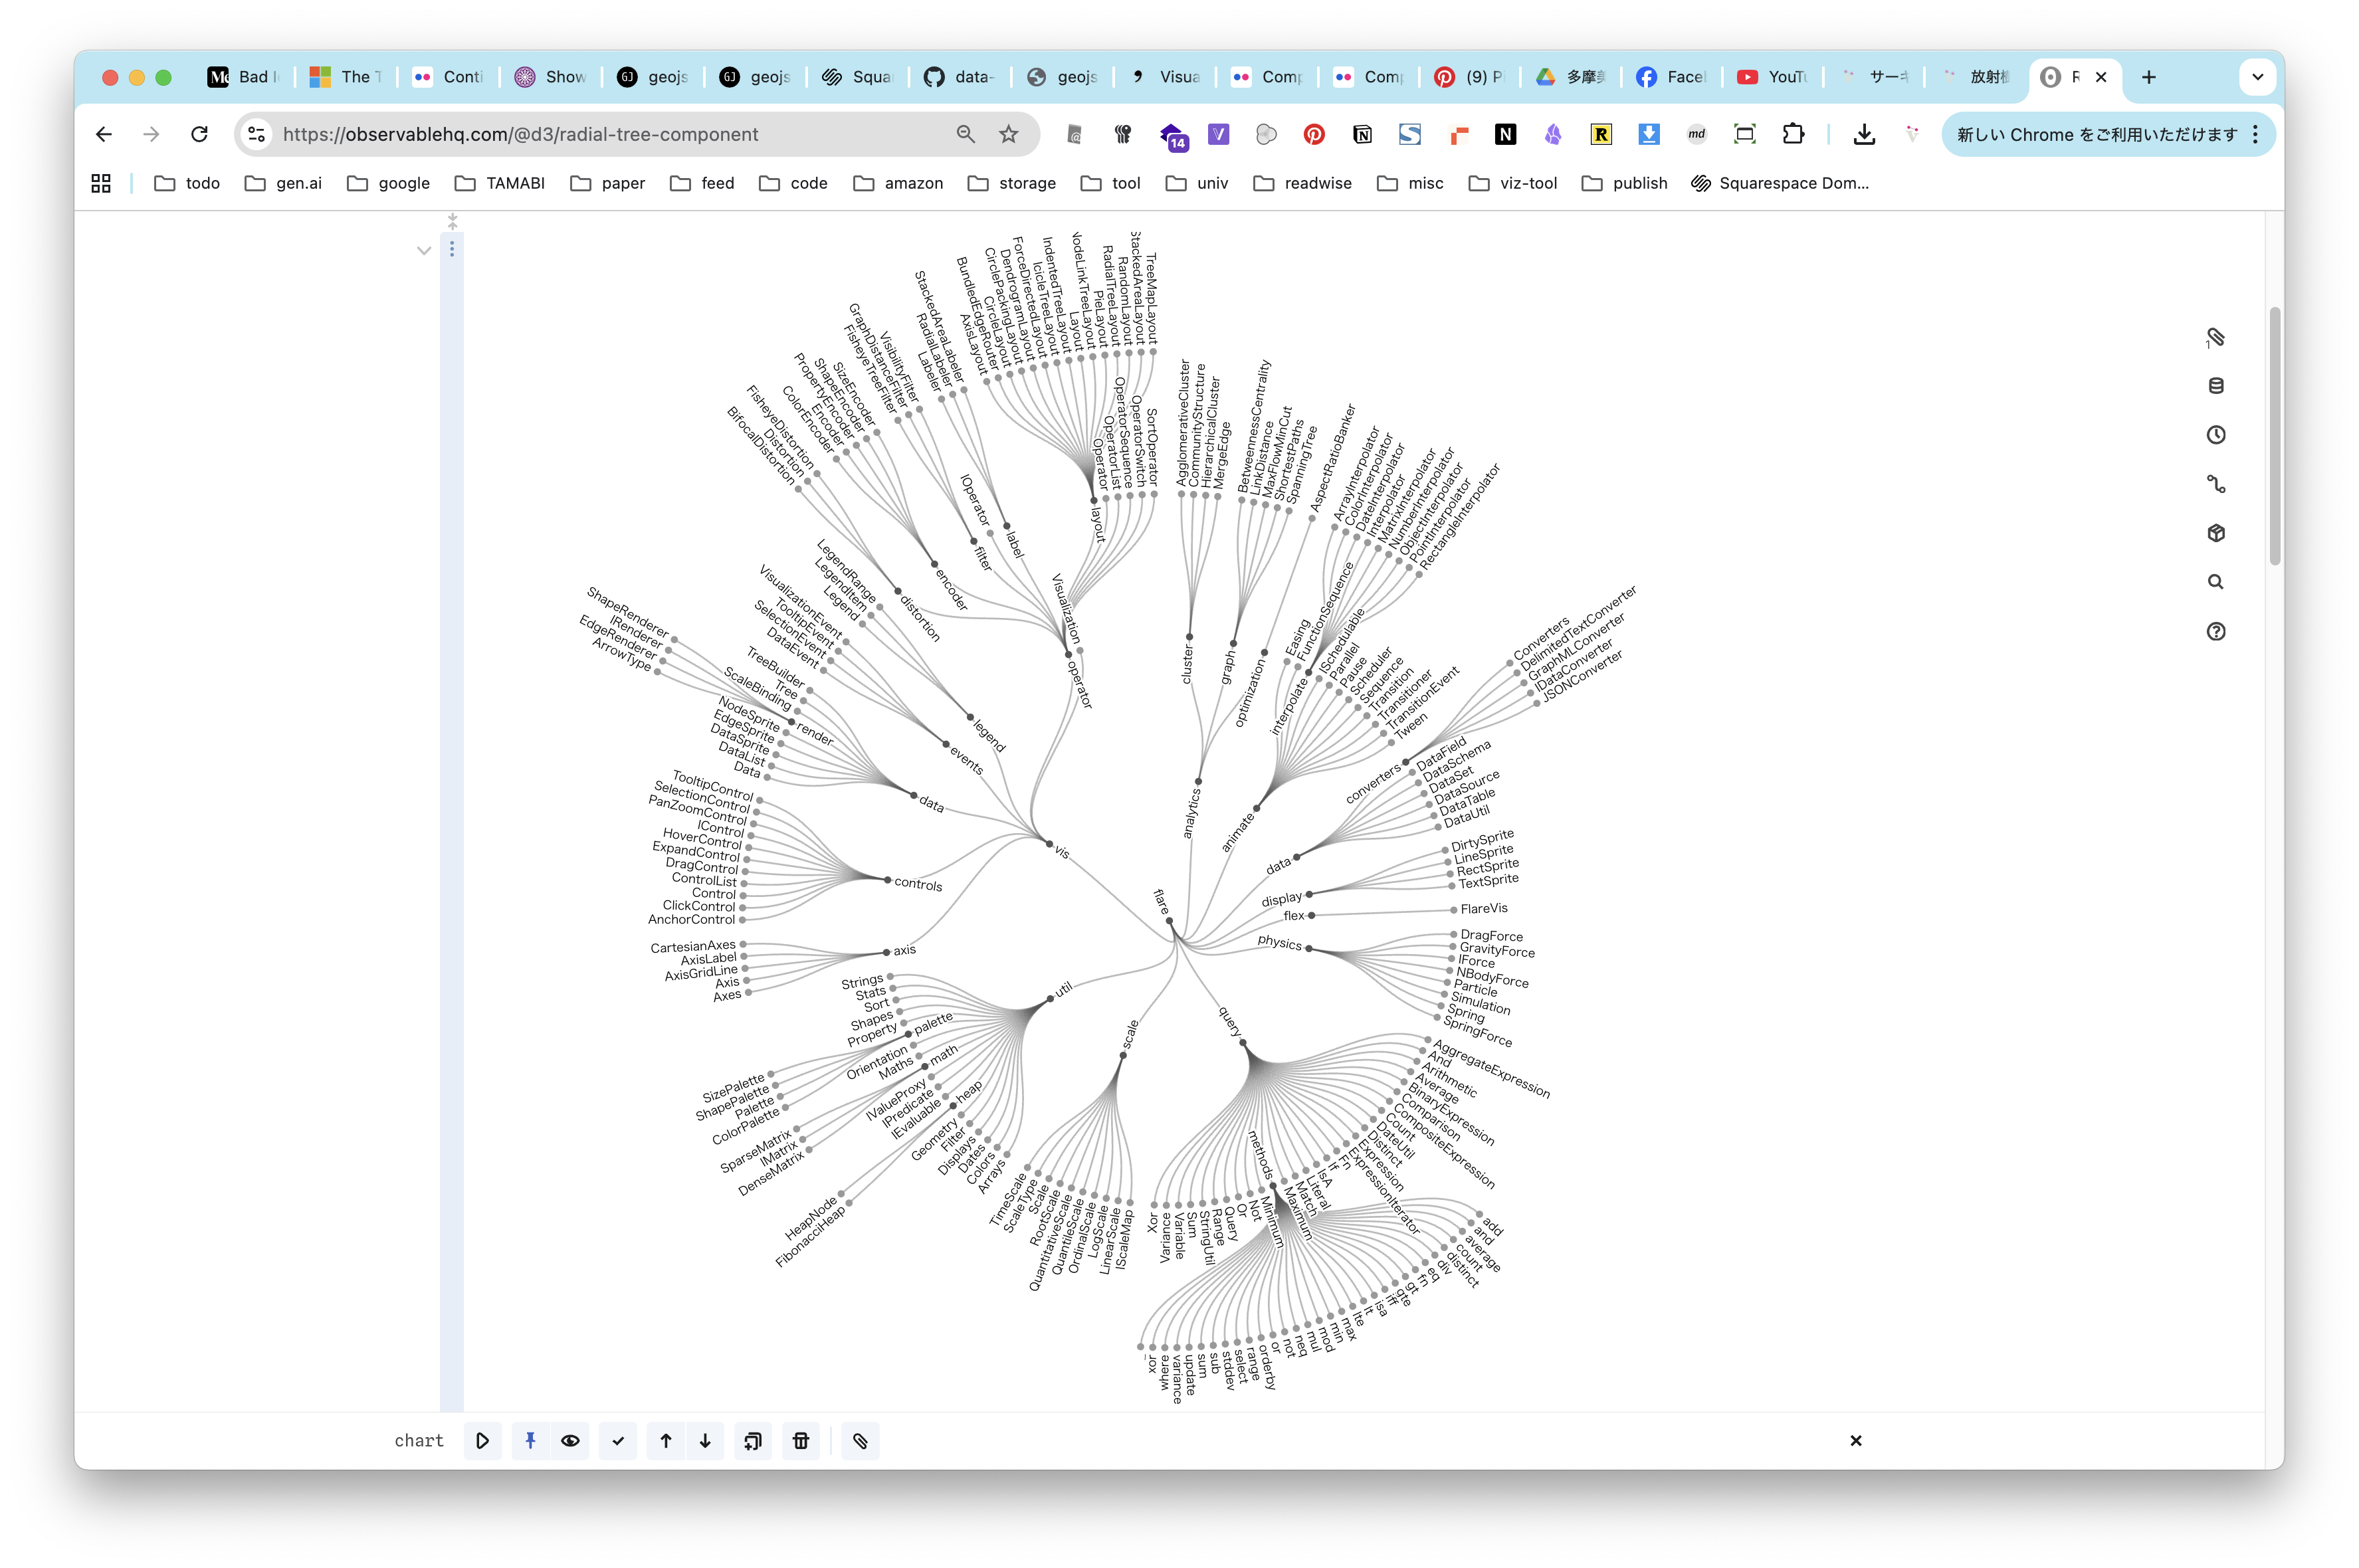 Bad I
The T
Conti
Show
geojs
geojs
Squar
data-
geojs
Visua
Comp
Comp
(9) Pi
多摩美
Facel
YouTu
サーキ
放射樹
R
https://observablehq.com/@d3/radial-tree-component
14
新しい Chrome をご利用いただけます
todo
gen.ai
google
TAMABI
paper
feed
code
amazon
storage
tool
univ
readwise
misc
viz-tool
publish
Squarespace Dom...
flare
analytics
cluster
AgglomerativeCluster
CommunityStructure
HierarchicalCluster
MergeEdge
graph
BetweennessCentrality
LinkDistance
MaxFlowMinCut
ShortestPaths
SpanningTree
optimization
AspectRatioBanker
animate
Easing
FunctionSequence
interpolate
ArrayInterpolator
ColorInterpolator
DateInterpolator
Interpolator
MatrixInterpolator
NumberInterpolator
ObjectInterpolator
PointInterpolator
RectangleInterpolator
ISchedulable
Parallel
Pause
Scheduler
Sequence
Transition
Transitioner
TransitionEvent
Tween
data
converters
Converters
DelimitedTextConverter
GraphMLConverter
IDataConverter
JSONConverter
DataField
DataSchema
DataSet
DataSource
DataTable
DataUtil
display
DirtySprite
LineSprite
RectSprite
TextSprite
flex
FlareVis
physics
DragForce
GravityForce
IForce
NBodyForce
Particle
Simulation
Spring
SpringForce
query
AggregateExpression
And
Arithmetic
Average
BinaryExpression
Comparison
CompositeExpression
Count
DateUtil
Distinct
Expression
ExpressionIterator
Fn
If
IsA
Literal
Match
Maximum
methods
add
and
average
count
distinct
div
eq
fn
gt
gte
iff
isa
lt
lte
max
min
mod
mul
neq
not
or
orderby
range
select
stddev
sub
sum
update
variance
where
xor
_
Minimum
Not
Or
Query
Range
StringUtil
Sum
Variable
Variance
Xor
scale
IScaleMap
LinearScale
LogScale
OrdinalScale
QuantileScale
QuantitativeScale
RootScale
Scale
ScaleType
TimeScale
util
Arrays
Colors
Dates
Displays
Filter
Geometry
heap
FibonacciHeap
HeapNode
IEvaluable
IPredicate
IValueProxy
math
DenseMatrix
IMatrix
SparseMatrix
Maths
Orientation
palette
ColorPalette
Palette
ShapePalette
SizePalette
Property
Shapes
Sort
Stats
Strings
vis
axis
Axes
Axis
AxisGridLine
AxisLabel
CartesianAxes
controls
AnchorControl
ClickControl
Control
ControlList
DragControl
ExpandControl
HoverControl
IControl
PanZoomControl
SelectionControl
TooltipControl
data
Data
DataList
DataSprite
EdgeSprite
NodeSprite
render
ArrowType
EdgeRenderer
IRenderer
ShapeRenderer
ScaleBinding
Tree
TreeBuilder
events
DataEvent
SelectionEvent
TooltipEvent
VisualizationEvent
legend
Legend
LegendItem
LegendRange
operator
distortion
BifocalDistortion
Distortion
FisheyeDistortion
encoder
ColorEncoder
Encoder
PropertyEncoder
ShapeEncoder
SizeEncoder
filter
FisheyeTreeFilter
GraphDistanceFilter
VisibilityFilter
IOperator
label
Labeler
RadialLabeler
StackedAreaLabeler
layout
AxisLayout
BundledEdgeRouter
CircleLayout
CirclePackingLayout
DendrogramLayout
ForceDirectedLayout
IcicleTreeLayout
IndentedTreeLayout
Layout
NodeLinkTreeLayout
PieLayout
RadialTreeLayout
RandomLayout
StackedAreaLayout
TreeMapLayout
Operator
OperatorList
OperatorSequence
OperatorSwitch
SortOperator
Visualization
1
chart